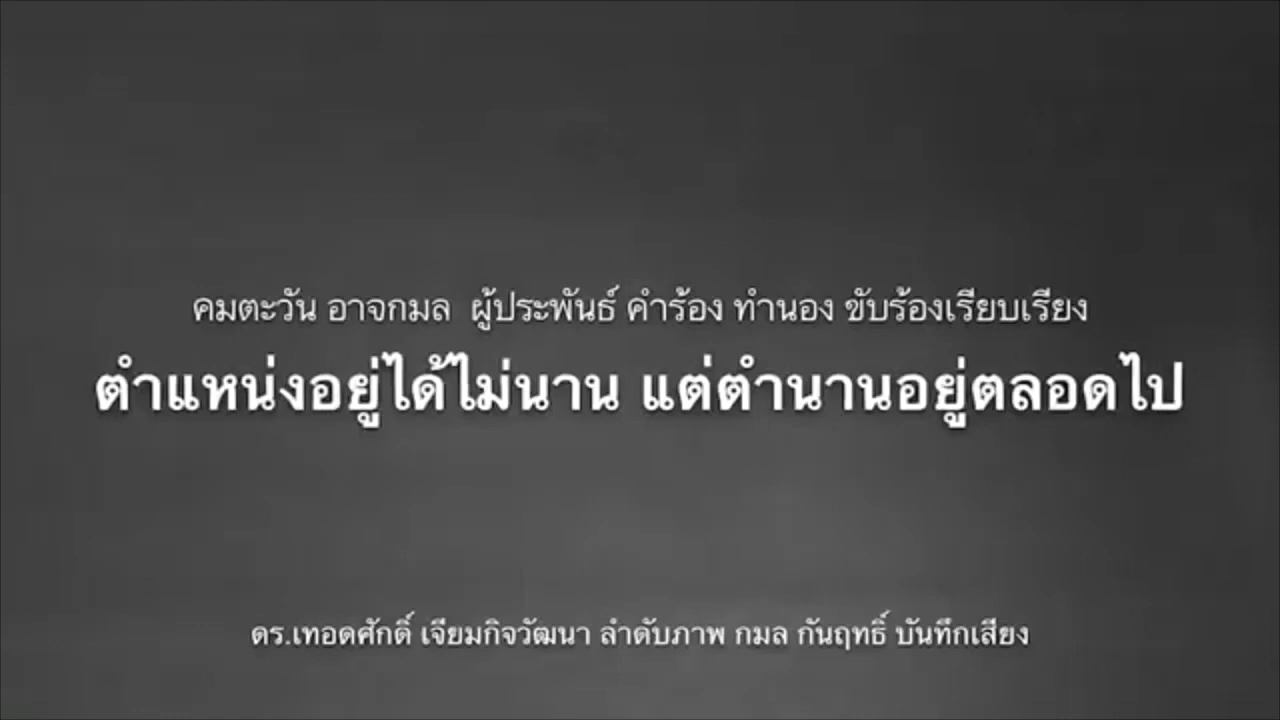 คมตะวัน อาจกมล ผู้ประพันธ์ คำร้อง ทำนอง ขับร้องเรียบเรียง
ตำแหน่งอยู่ได้ไม่นาน แต่ตำนานอยู่ตลอดไป
ดร.เทอดศักดิ์ เจียมกิจวัฒนา ลำดับภาพ กมล กันฤทธิ์ บันทึกเสียง